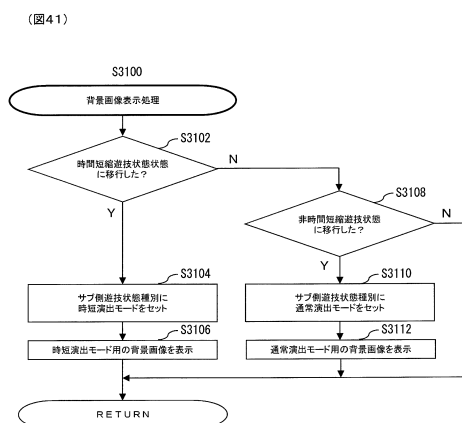 (図41)
S3100
背景画像表示処理
S3102
時間短縮遊技状態状態
に移行した？
N
Y
S3108
非時間短縮遊技状態
に移行した？
N
Y
S3104
サブ側遊技状態種別に
時短演出モードをセット
S3110
サブ側遊技状態種別に
通常演出モードをセット
S3106
時短演出モード用の背景画像を表示
S3112
通常演出モード用の背景画像を表示
RETURN